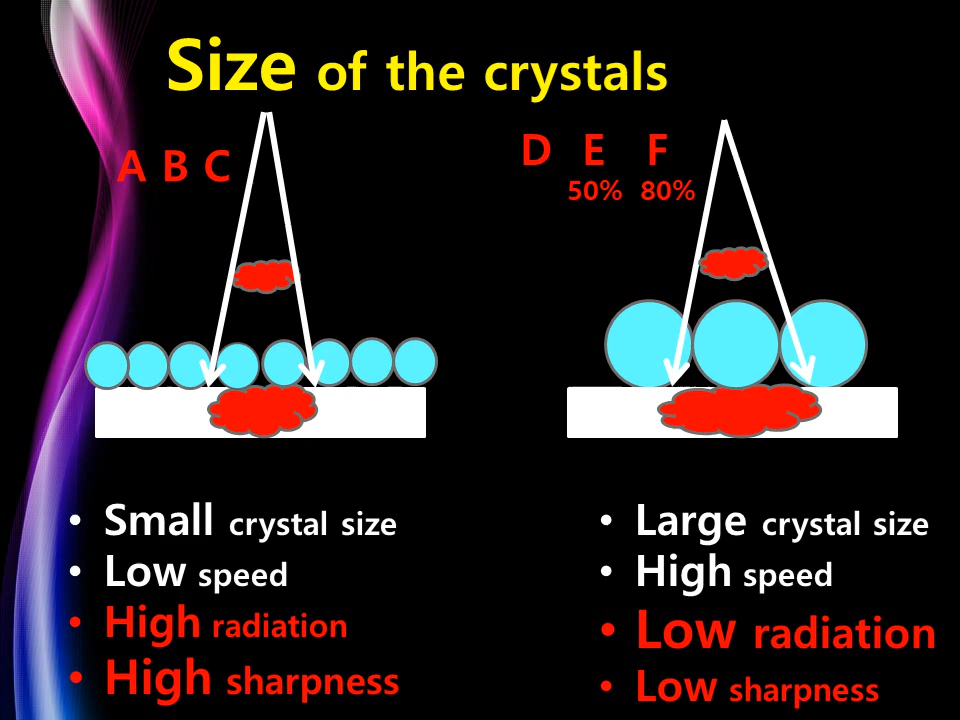 Size of the crystals
A B C
D E F
50% 80%
• Small crystal size
• Low speed
• High radiation
• High sharpness
• Large crystal size
• High speed
• Low radiation
• Low sharpness